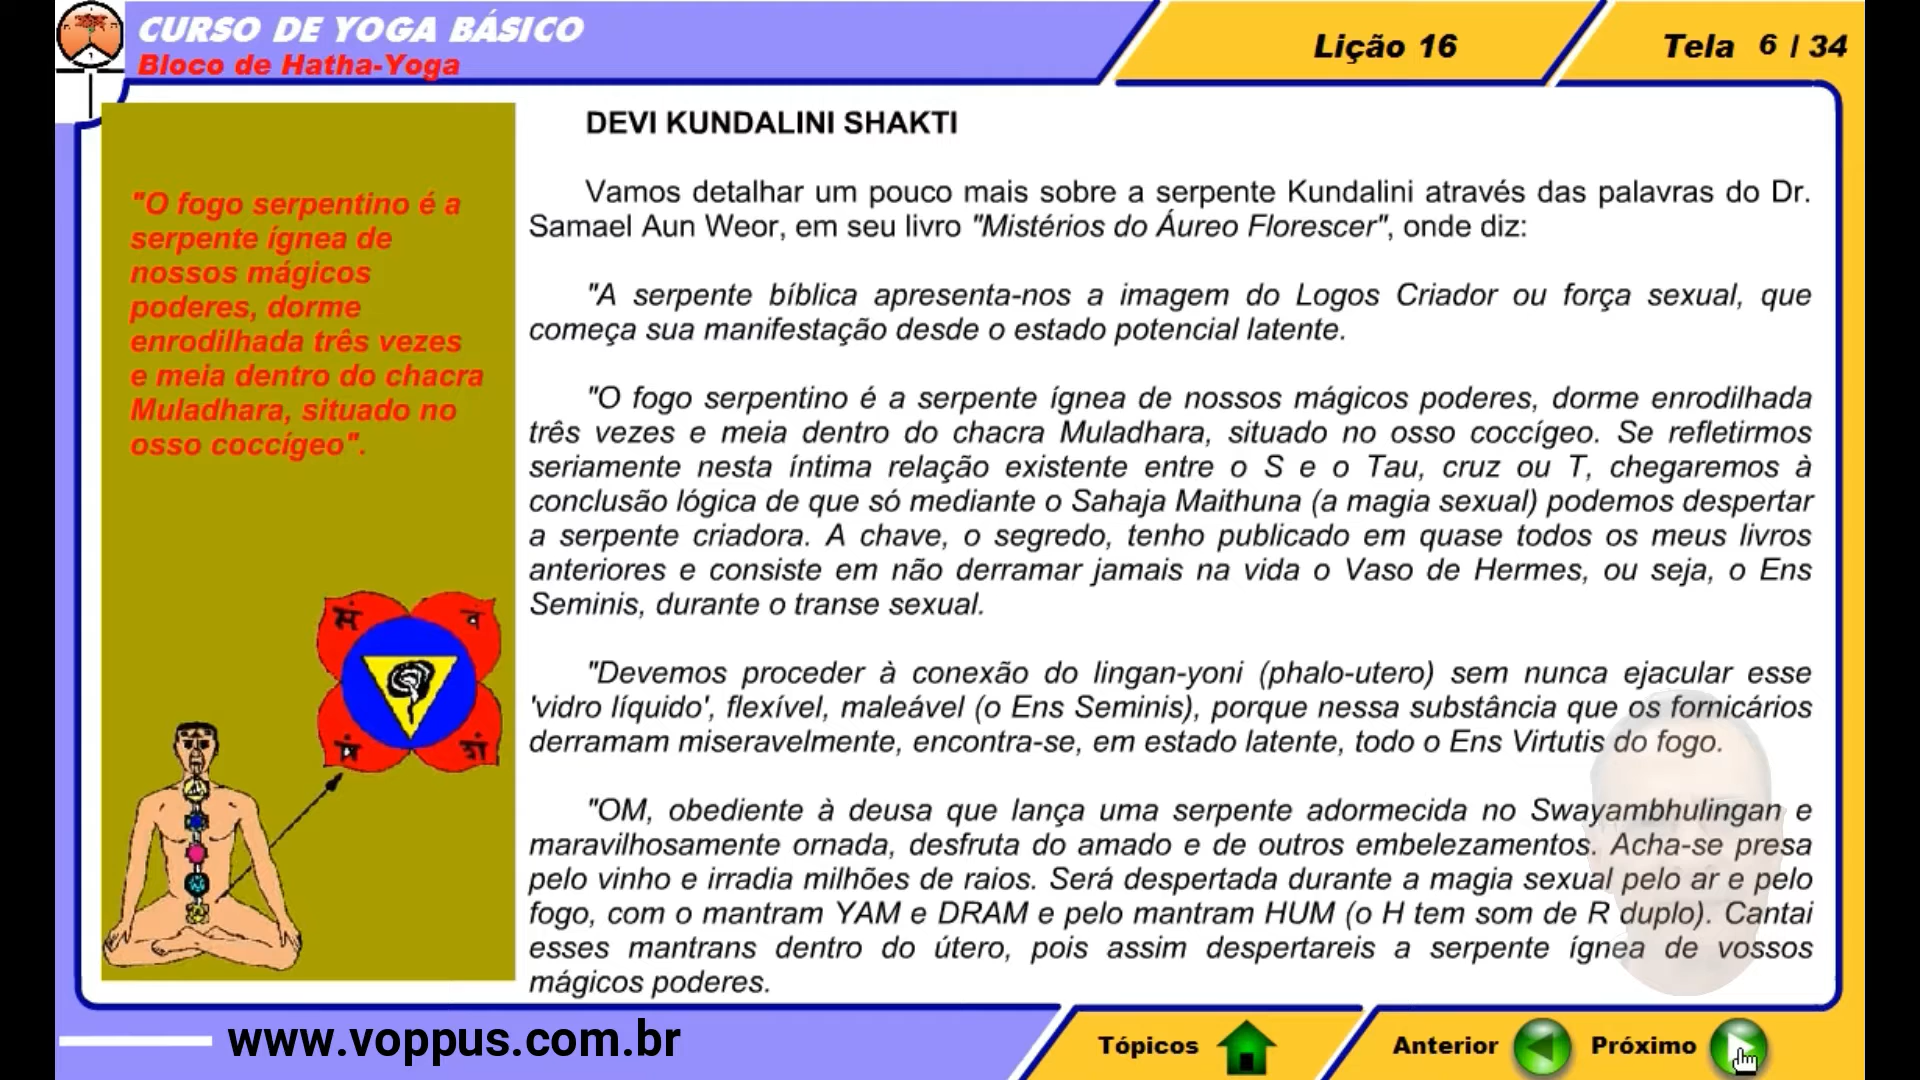 CURSO DE YOGA BÁSICO
Bloco de Hatha-Yoga
Lição 16
Tela 6 / 34
"O fogo serpentino é a
serpente ígnea de
nossos mágicos
poderes, dorme
enrodilhada três vezes
e meia dentro do chacra
Muladhara, situado no
osso coccígeo".
DEVI KUNDALINI SHAKTI
Vamos detalhar um pouco mais sobre a serpente Kundalini através das palavras do Dr.
Samael Aun Weor, em seu livro "Mistérios do Áureo Florescer", onde diz:
"A serpente bíblica apresenta-nos a imagem do Logos Criador ou força sexual, que
começa sua manifestação desde o estado potencial latente.
"O fogo serpentino é a serpente ígnea de nossos mágicos poderes, dorme enrodilhada
três vezes e meia dentro do chacra Muladhara, situado no osso coccígeo. Se refletirmos
seriamente nesta íntima relação existente entre o S e o Tau, cruz ou T, chegaremos à
conclusão lógica de que só mediante o Sahaja Maithuna (a magia sexual) podemos despertar
a serpente criadora. A chave, o segredo, tenho publicado em quase todos os meus livros
anteriores e consiste em não derramar jamais na vida o Vaso de Hermes, ou seja, o Ens
Seminis, durante o transe sexual.
"Devemos proceder à conexão do lingan-yoni (phalo-utero) sem nunca ejacular esse
'vidro líquido', flexível, maleável (o Ens Seminis), porque nessa substância que os fornicários
derramam miseravelmente, encontra-se, em estado latente, todo o Ens Virtutis do fogo.
"OM, obediente à deusa que lança uma serpente adormecida no Swayambhulingan e
maravilhosamente ornada, desfruta do amado e de outros embelezamentos. Acha-se presa
pelo vinho e irradia milhões de raios. Será despertada durante a magia sexual pelo ar e pelo
fogo, com o mantram YAM e DRAM e pelo mantram HUM (o H tem som de R duplo). Cantai
esses mantrans dentro do útero, pois assim despertareis a serpente ígnea de vossos
mágicos poderes.
www.voppus.com.br
Tópicos
Anterior
Próximo